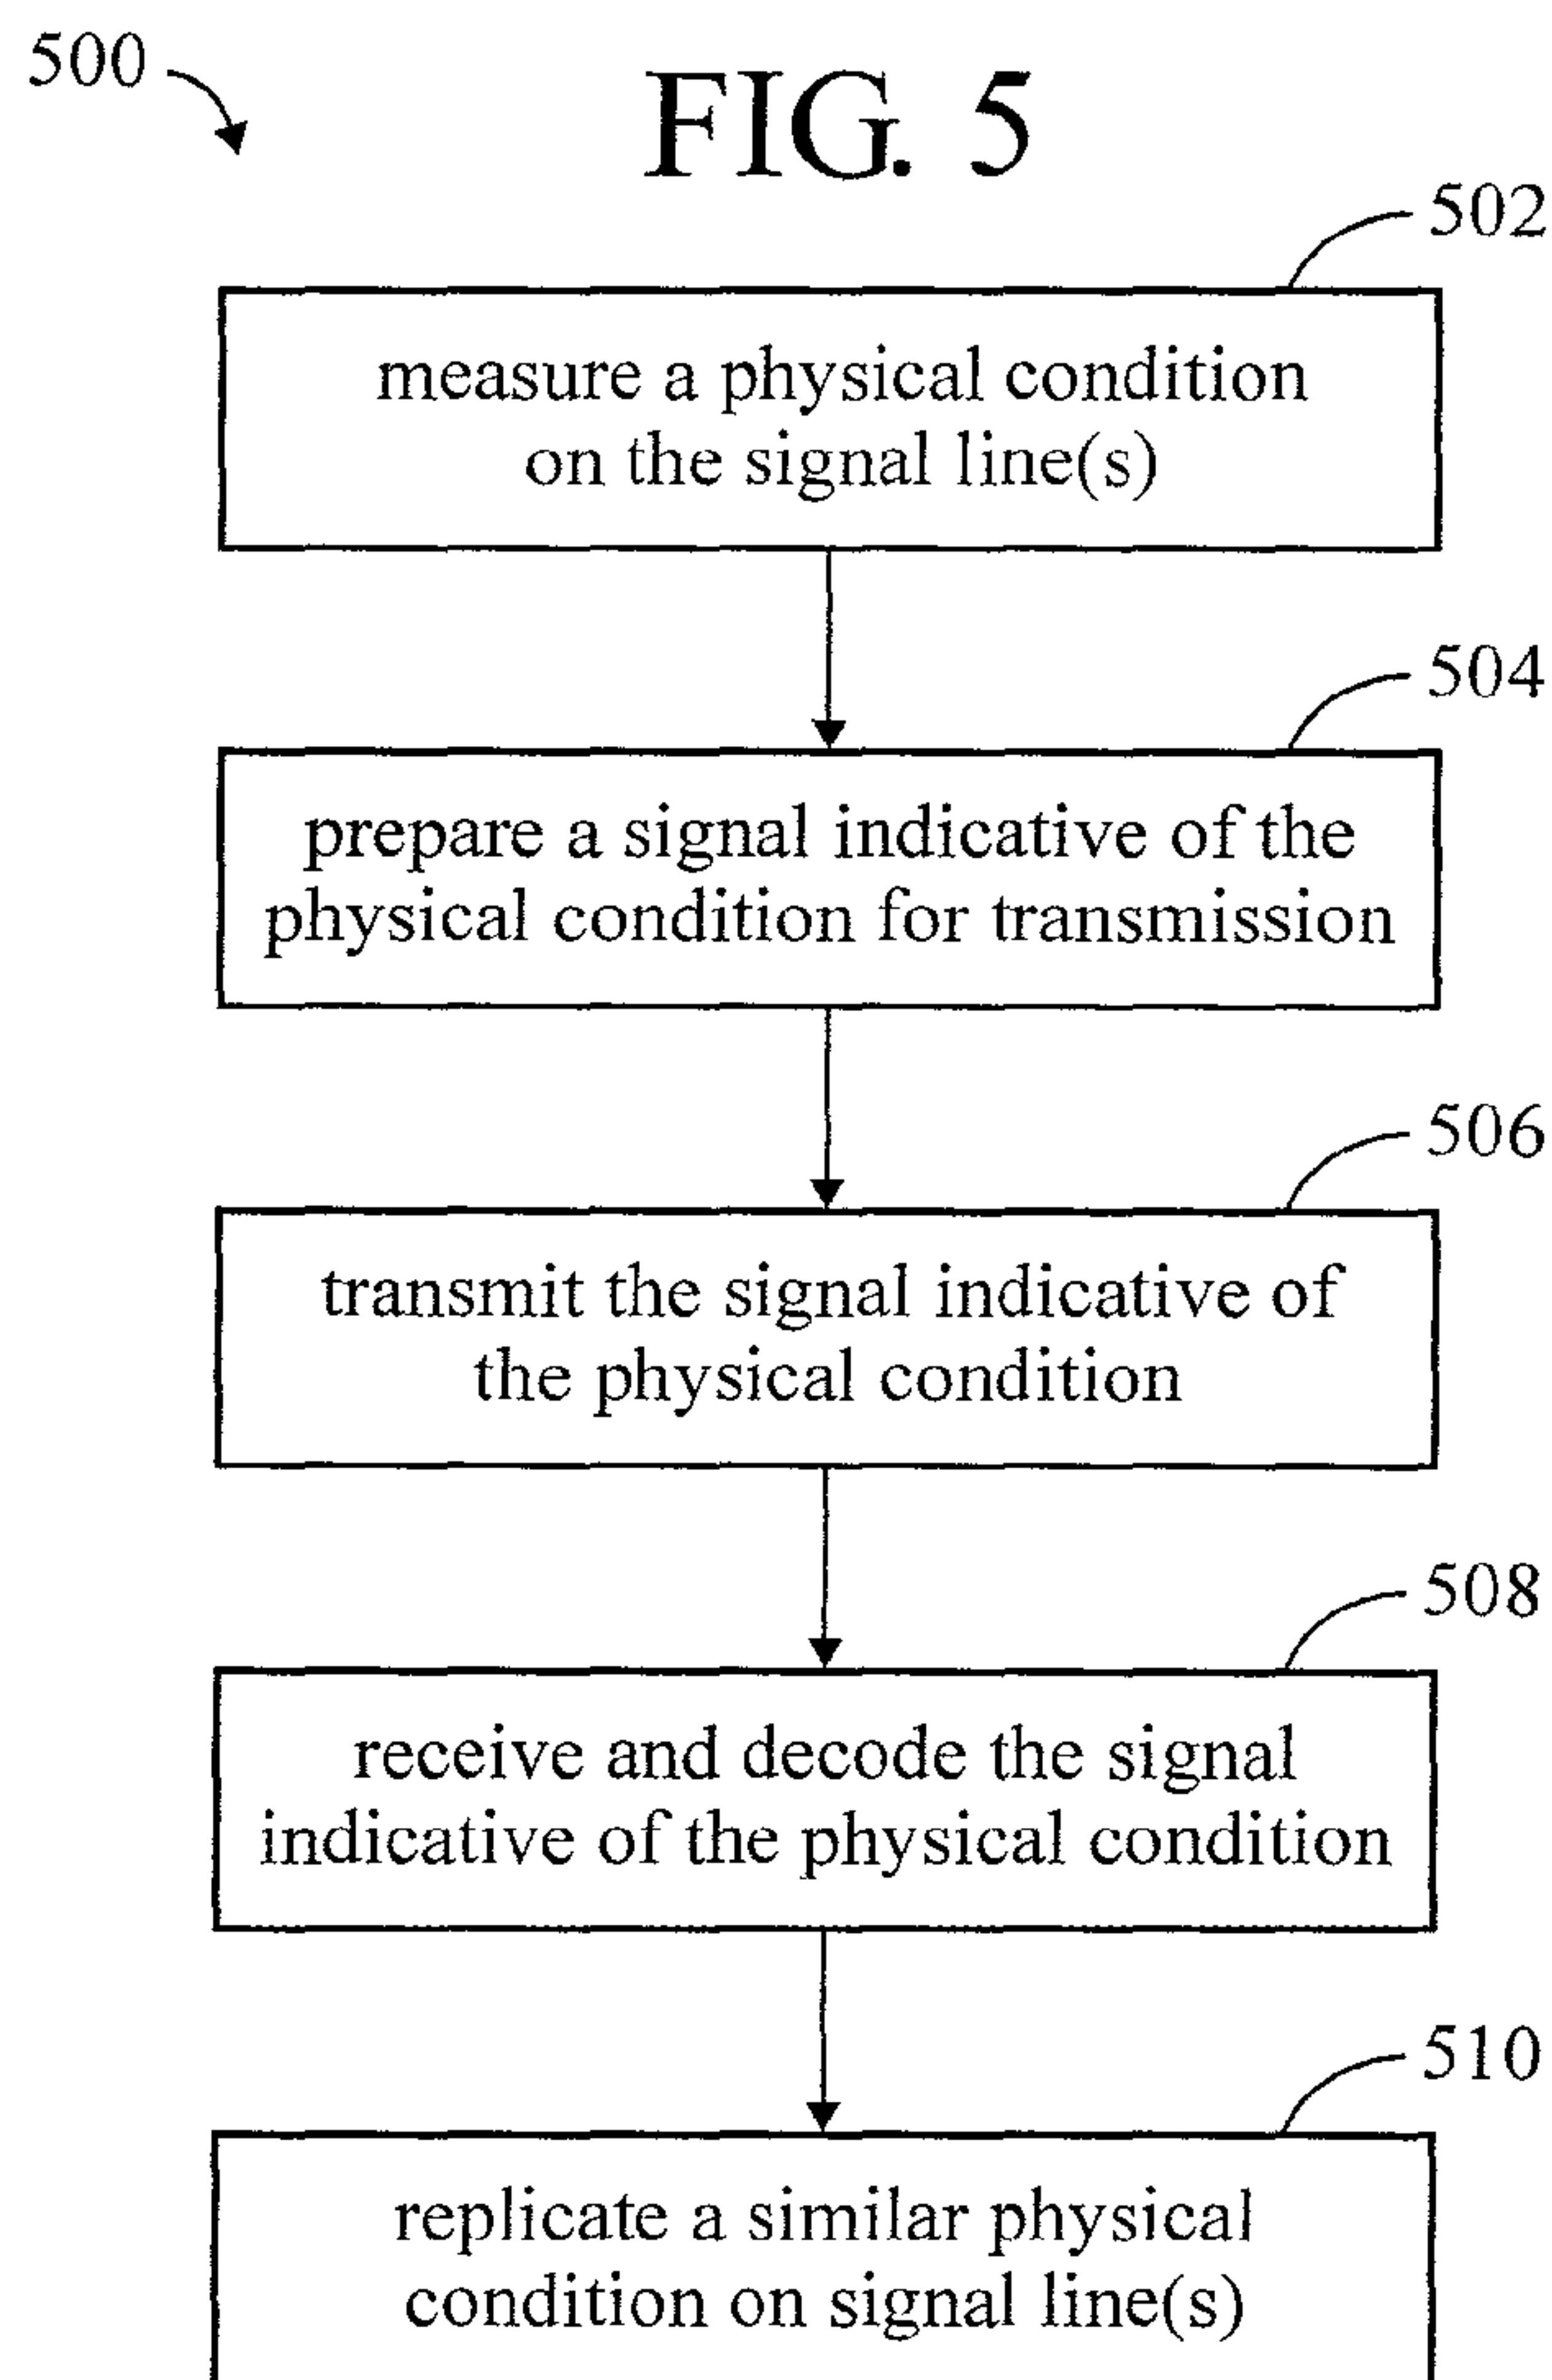 500
FIG. 5
502
measure a physical condition
on the signal line(s)
504
prepare a signal indicative of the
physical condition for transmission
506
transmit the signal indicative of
the physical condition
508
receive and decode the signal
indicative of the physical condition
510
replicate a similar physical
condition on signal line(s)